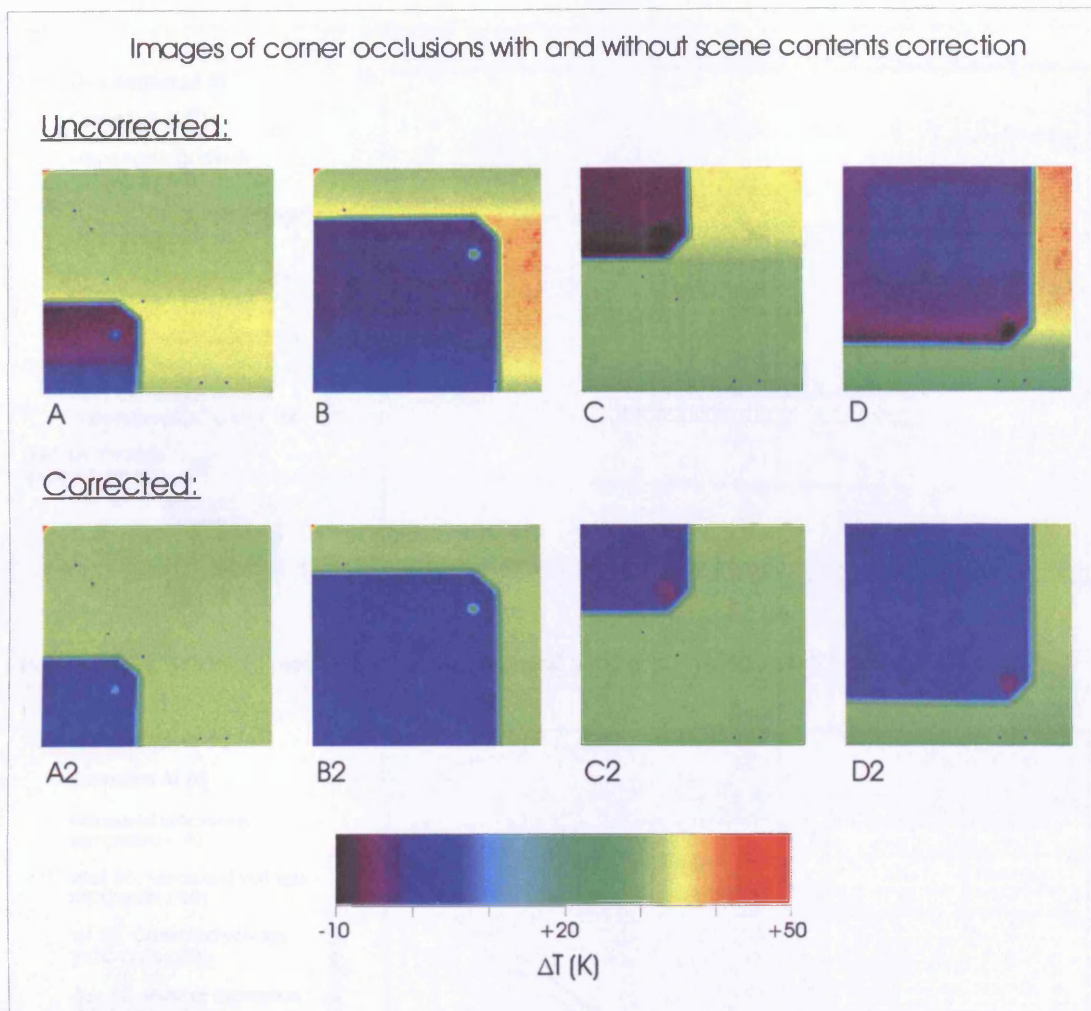 Images of corner occlusions with and without scene contents correction
Uncorrected:
A B C D
Corrected:
A2 B2 C2 D2
-10 +20 +50
ΔT (K)